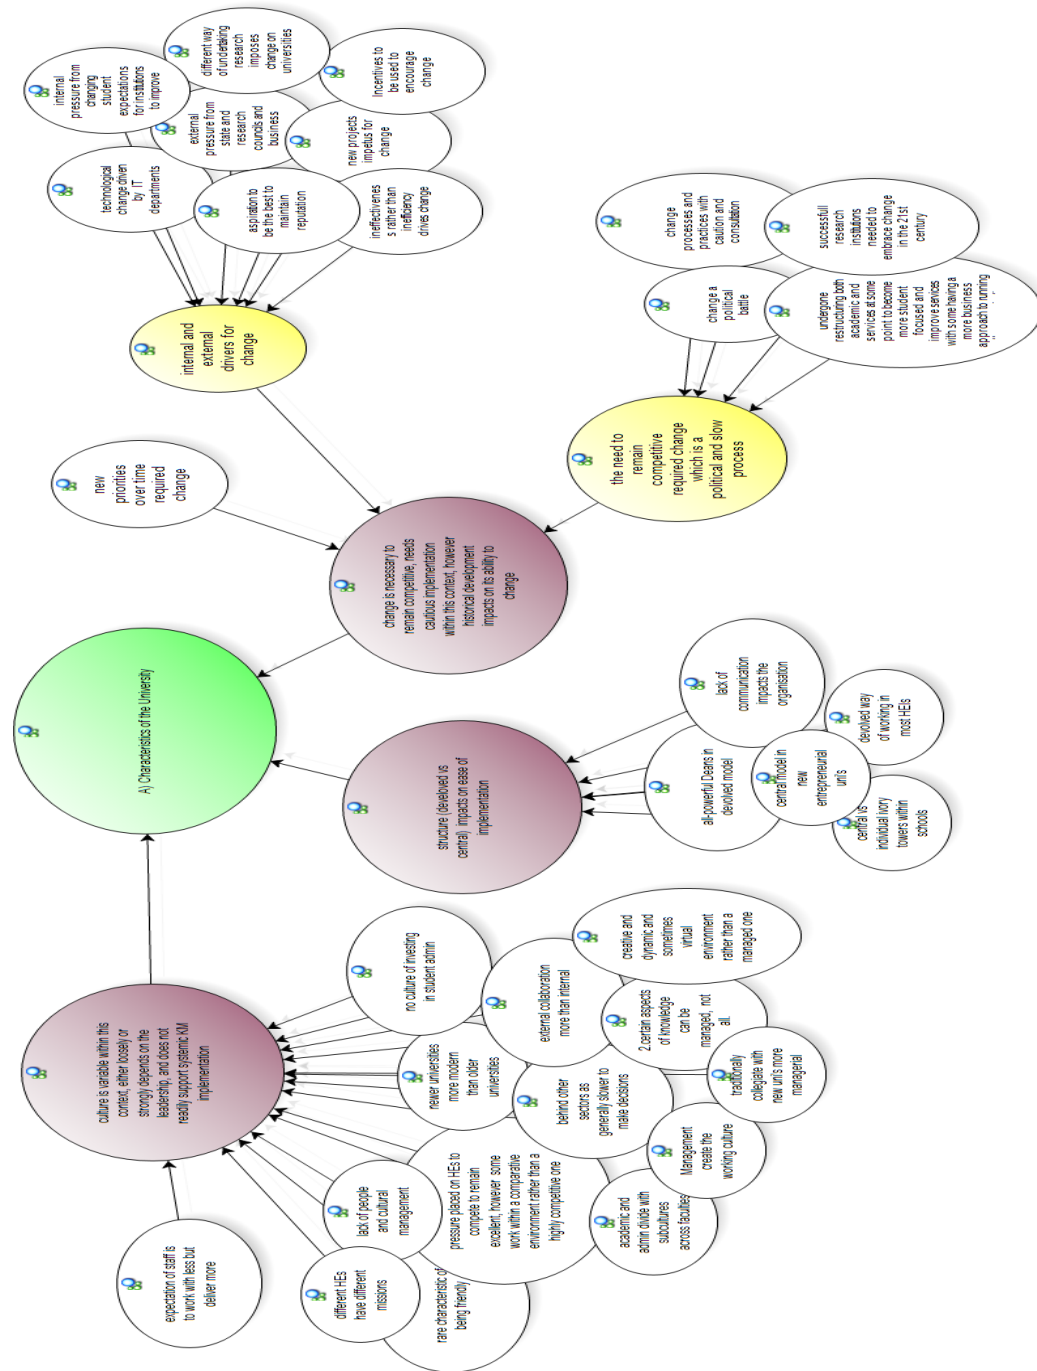 A) Characteristics of the University
culture is variable within this
context, either loosely or
strongly depends on the
leadership, and does not
readily support systemic KM
implementation
structure (develoved vs
central)  impacts on ease of
implementation
change is necessary to
remain competitive, needs
cautious implementation
within this context, however
historical development
impacts on its ability to
change
new
priorities
over time
required
change
internal and
external
drivers for
change
the need to
remain
competitive
required change
which is a
political and slow
process
internal
pressure from
changing
student
expectations
for institutions
to improve
different way
of undertaking
research
imposes
change on
universities
Incentives to
be used to
encourage
change
external
pressure from
state and
research
councils and
business
new projects
impetus for
change
technological
change driven
by IT
departments
aspiration to
be the best to
maintain
reputation
ineffectivenes
s rather than
inefficiency
drives change
change
processes and
practices with
caution and
consultation
successfull
research
institutions
needed to
embrace change
in the 21st
century
change a
political
battle
undergone
restructuring both
academic and
services at some
point to become
more student
focused and
improve services
with some having a
more business
approach to running
lack of
communication
impacts the
organisation
all-powerful Deans in
devolved model
central model in
new
entrepreneurial
uni's
devolved way
of working in
most HEIs
central vs
individual ivory
towers within
schools
expectation of staff is
to work with less but
deliver more
no culture of investing
in student admin
newer universities
more modern
than older
universities
external collaboration
more than internal
creative and
dynamic and
sometimes
virtual
environment
rather than a
managed one
2.certain aspects
of knowledge
can be
managed,  not
all.
behind other
sectors as
generally slower to
make decisions
traditionally
collegiate with
new uni's more
managerial
Management
create the
working culture
academic and
admin divide with
subcultures
across faculties
pressure placed on HEs to
compete to remain
excellent, however  some
work within a comparative
environment rather than a
highly competitive one
lack of people
and cultural
management
different HEs
have different
missions
rare characteristic of
being friendly